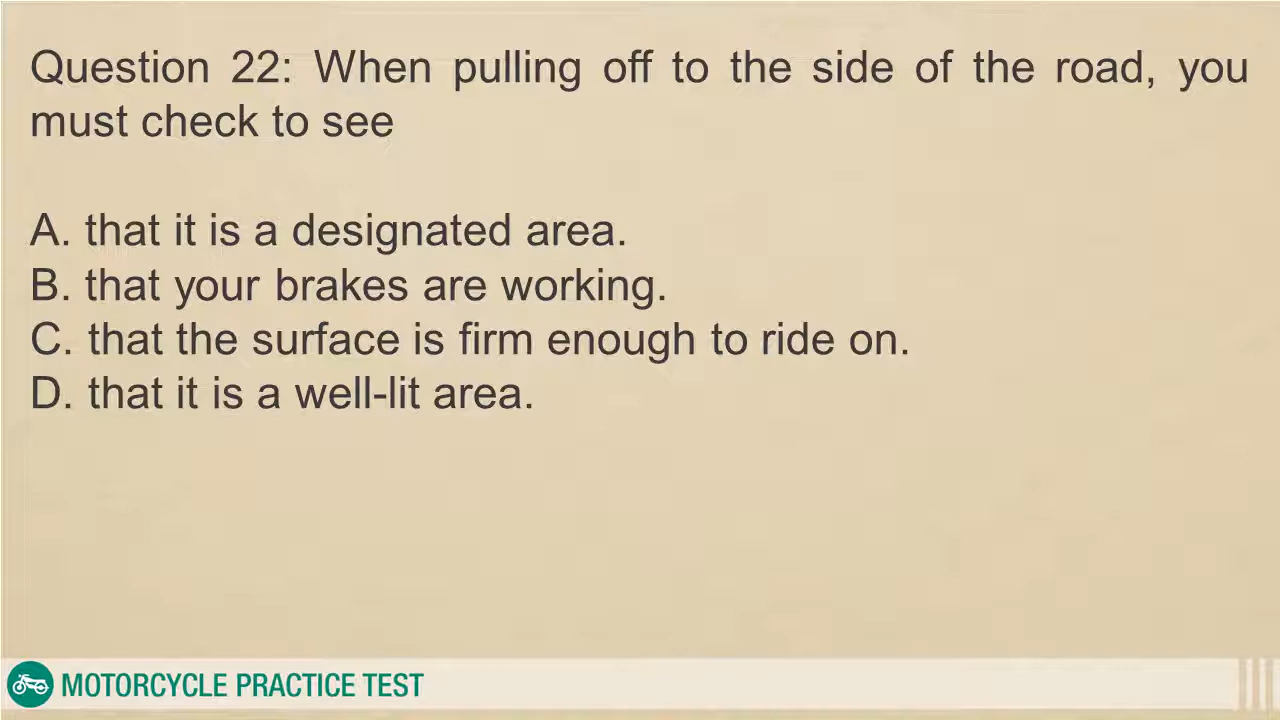 Question 22: When pulling off to the side of the road, you
must check to see
A. that it is a designated area.
B. that your brakes are working.
C. that the surface is firm enough to ride on.
D. that it is a well-lit area.
MOTORCYCLE PRACTICE TEST